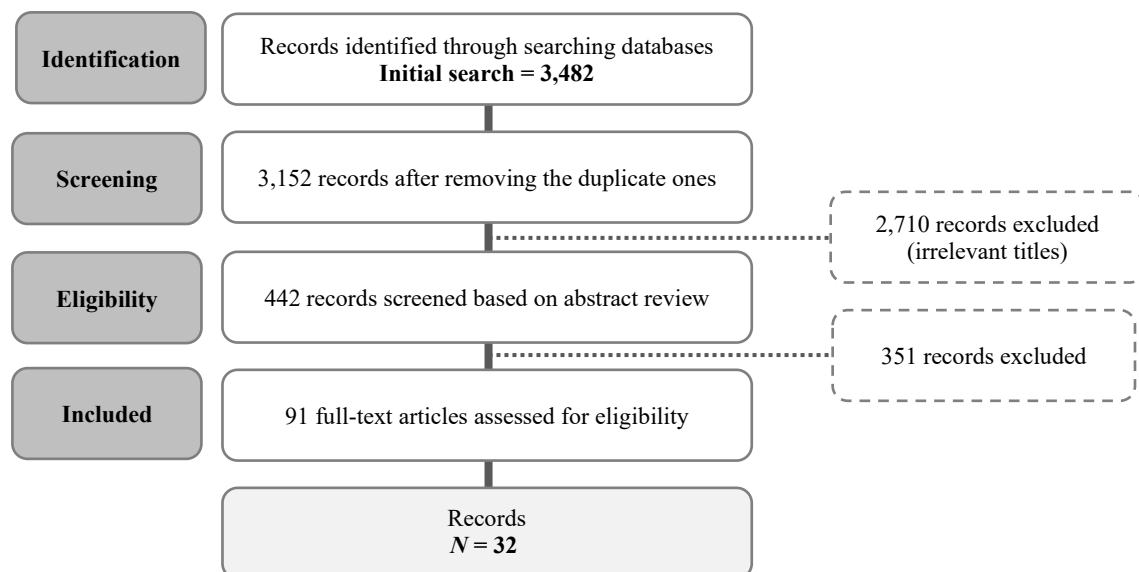 Identification
Records identified through searching databases
Initial search = 3,482
Screening
3,152 records after removing the duplicate ones
2,710 records excluded
(irrelevant titles)
Eligibility
442 records screened based on abstract review
351 records excluded
Included
91 full-text articles assessed for eligibility
Records
N = 32